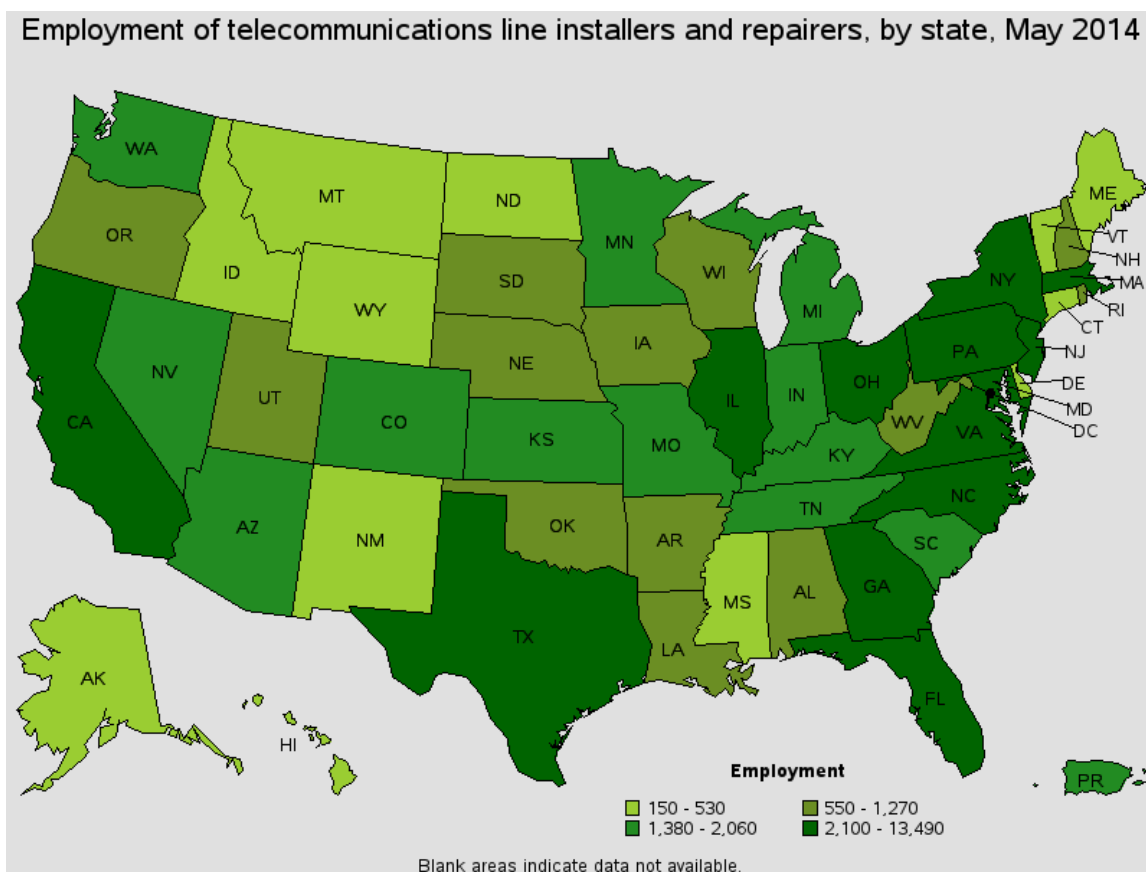 Employment of telecommunications line installers and repairers, by state, May 2014
WA
MT
ND
ME
OR
ID
MN
VT
NH
SD
WI
NY
MA
WY
MI
RI
CT
IA
NE
PA
NJ
NV
UT
OH
DE
IL
IN
CA
CO
MD
WV
KS
MO
VA
DC
KY
NC
TN
AZ
OK
NM
AR
SC
MS
AL
GA
TX
LA
AK
FL
HI
PR
Employment
150 - 530
550 - 1,270
1,380 - 2,060
2,100 - 13,490
Blank areas indicate data not available.